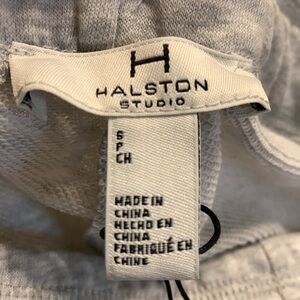 H
HALSTON
STUDIO
S
P
CH
MADE IN
CHINA
HECHO EN
CHINA
FABRIQUÉ EN
CHINE